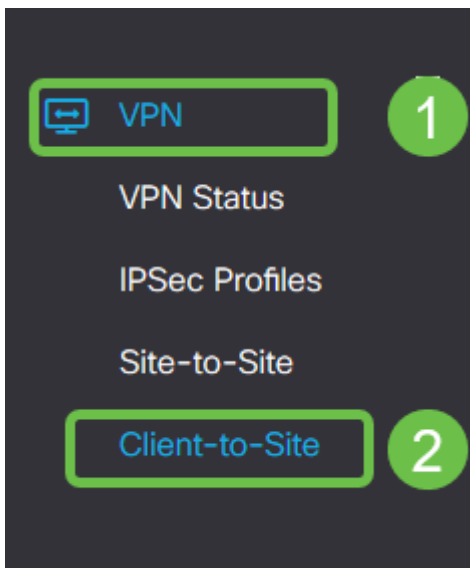 VPN
1
VPN Status
IPSec Profiles
Site-to-Site
Client-to-Site
2